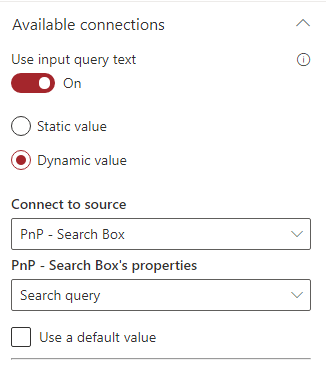 Available connections
Use input query text
On
Static value
Dynamic value
Connect to source
PnP - Search Box
PnP - Search Box's properties
Search query
Use a default value